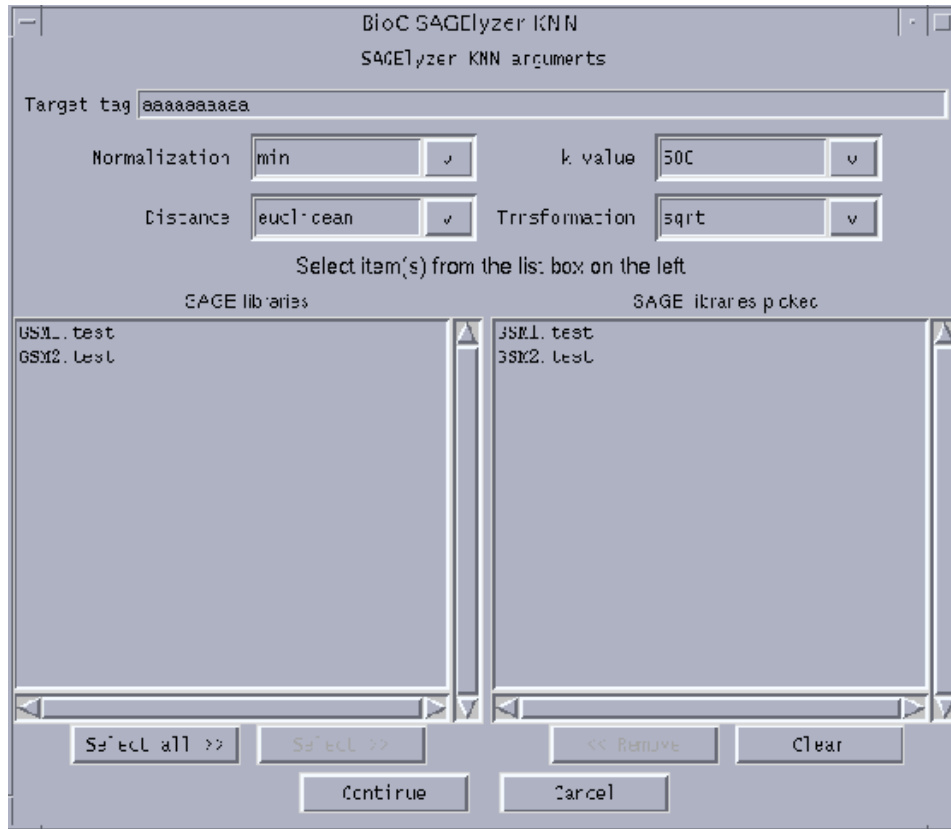 BioC SAGElyzer KNN
SAGElyzer KNN arguments
Target tag aaaaaaaaaa
Normalization min v k value 500 v
Distance euclidean v Trnsformation sqrt v
Select item(s) from the list box on the left
SAGE libraries SAGE libraries picked
GSM1.test GSM1.test
GSM2.test GSM2.test
Select all >> Select >> << Remove Clear
Continue Cancel